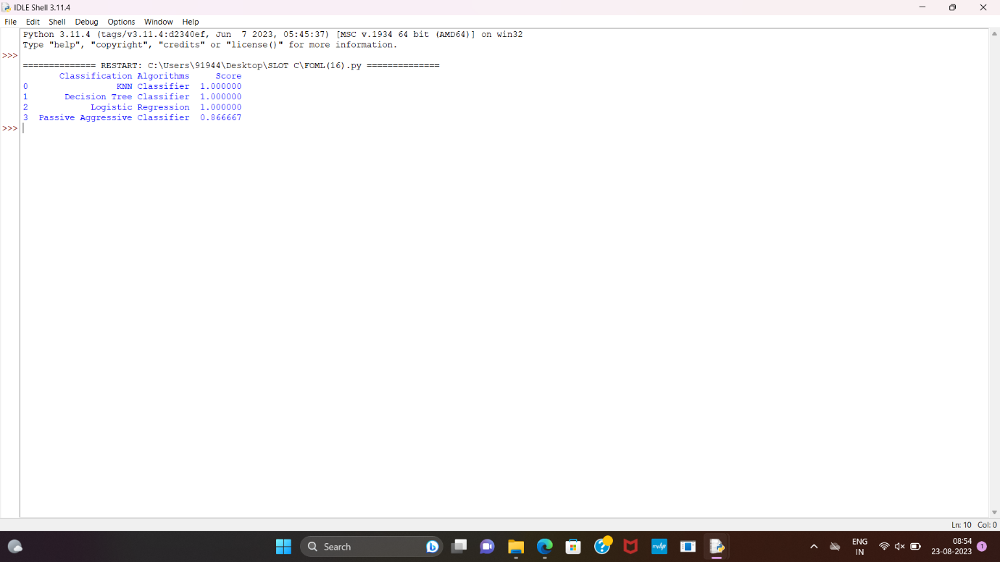 IDLE Shell 3.11.4
File Edit Shell Debug Options Window Help
Python 3.11.4 (tags/v3.11.4:d2340ef, Jun  7 2023, 05:45:37) [MSC v.1934 64 bit (AMD64)] on win32
Type "help", "copyright", "credits" or "license()" for more information.
>>>
============== RESTART: C:\Users\91944\Desktop\SLOT C\FOML(16).py ==============
       Classification Algorithms     Score
0                 KNN Classifier  1.000000
1       Decision Tree Classifier  1.000000
2            Logistic Regression  1.000000
3  Passive Aggressive Classifier  0.866667
>>>
Ln: 10 Col: 0
Search
mibp
ENG
IN
08:54
23-08-2023
1